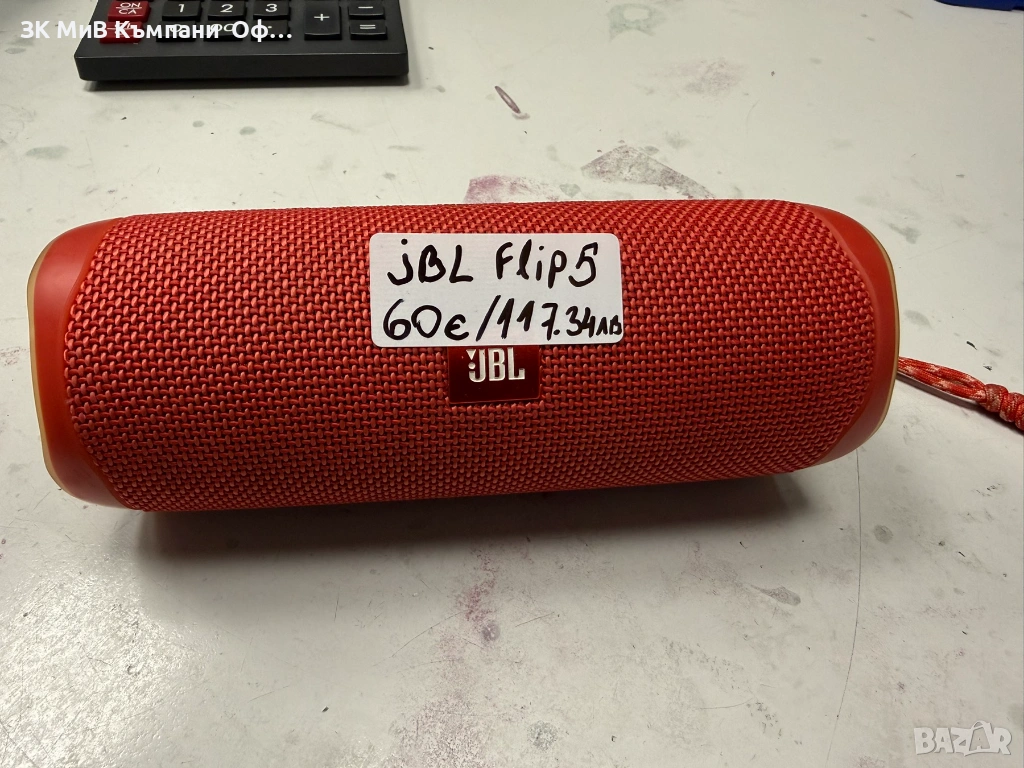 ЗК МиВ Къмпани Оф...
ON
CA
1 2 3
+ −
=
jBL Flip5
60€/117.34лв
JBL
BAZAR